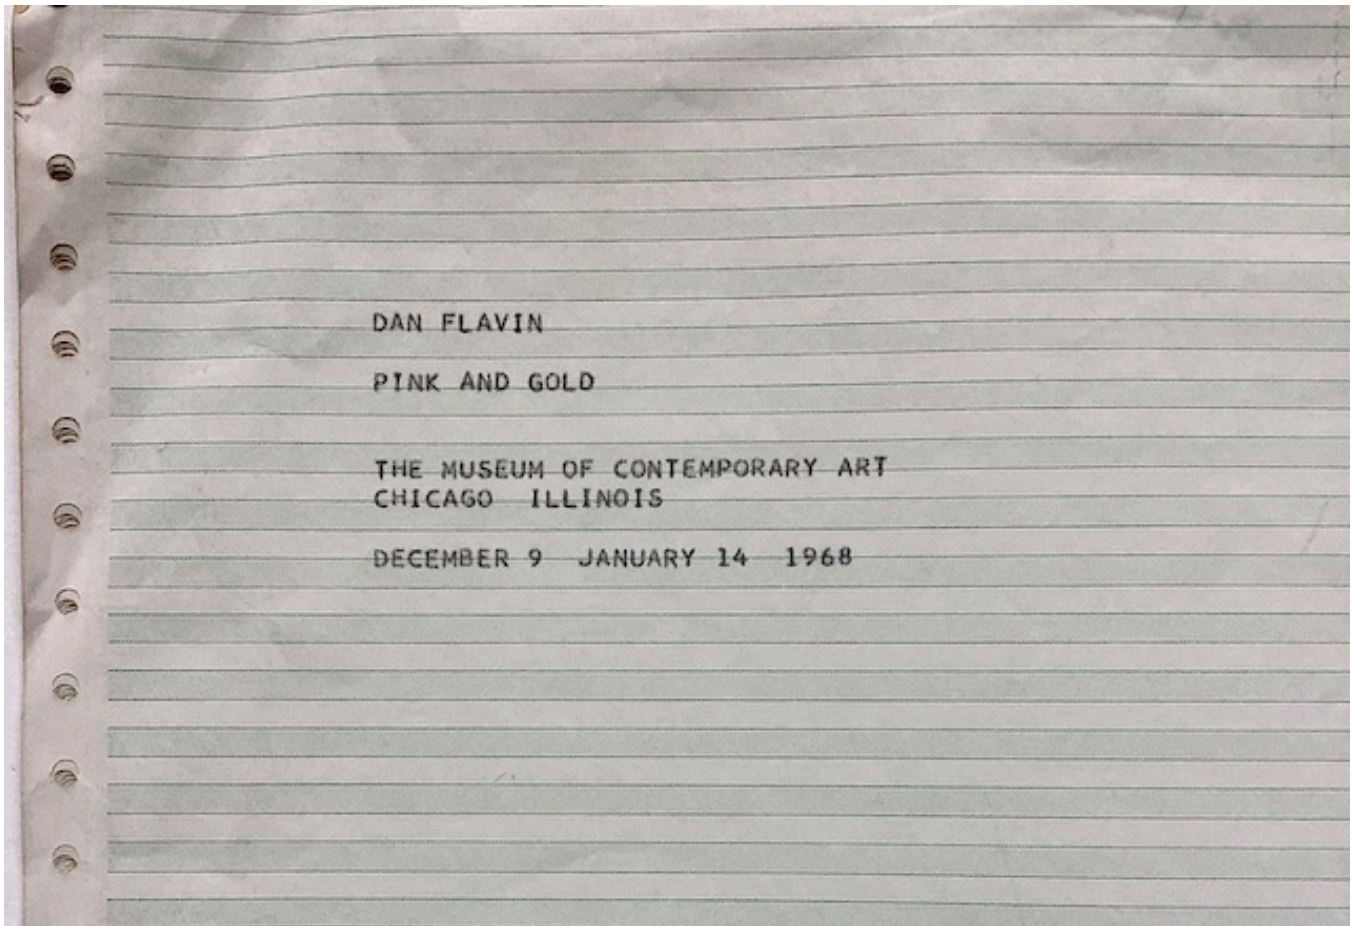 DAN FLAVIN
PINK AND GOLD
THE MUSEUM OF CONTEMPORARY ART
CHICAGO  ILLINOIS
DECEMBER 9  JANUARY 14  1968